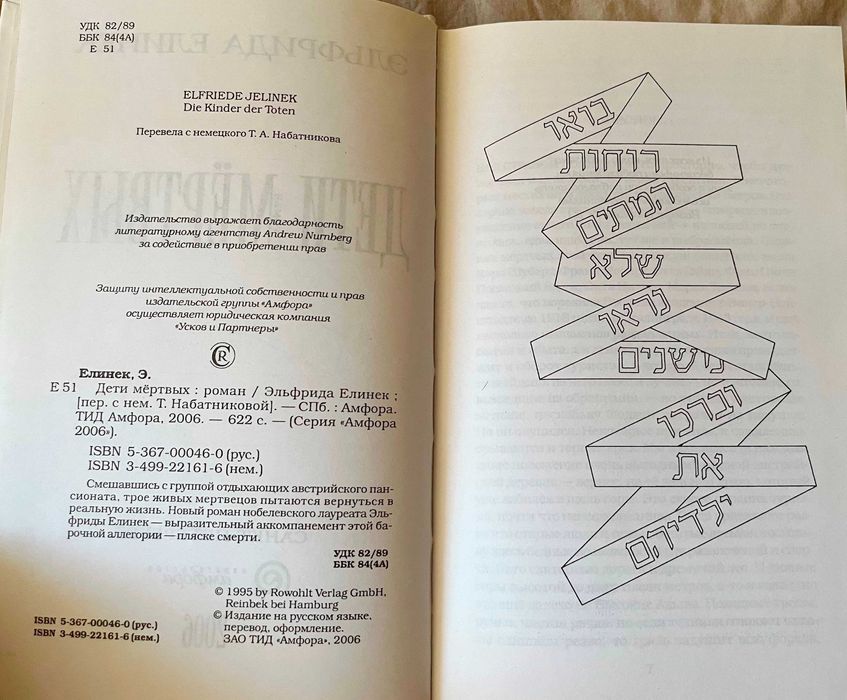 УДК 82/89
ББК 84(4А)
Е 51
ELFRIEDE JELINEK
Die Kinder der Toten
Перевела с немецкого Т. А. Набатникова
Издательство выражает благодарность
литературному агентству Andrew Nurnberg
за содействие в приобретении прав
Защиту интеллектуальной собственности и прав
издательской группы «Амфора»
осуществляет юридическая компания
«Усков и Партнеры»
Елинек, Э.
Е 51 Дети мёртвых : роман / Эльфрида Елинек ;
[пер. с нем. Т. Набатниковой]. — СПб. : Амфора.
ТИД Амфора, 2006. — 622 с. — (Серия «Амфора
2006»).
ISBN 5-367-00046-0 (рус.)
ISBN 3-499-22161-6 (нем.)
Смешавшись с группой отдыхающих австрийского пан-
сионата, трое живых мертвецов пытаются вернуться в
реальную жизнь. Новый роман нобелевского лауреата Эль-
фриды Елинек — выразительный аккомпанемент этой ба-
рочной аллегории — пляске смерти.
УДК 82/89
ББК 84(4А)
© 1995 by Rowohlt Verlag GmbH,
Reinbek bei Hamburg
© Издание на русском языке,
перевод, оформление.
ЗАО ТИД «Амфора», 2006
ISBN 5-367-00046-0 (рус.)
ISBN 3-499-22161-6 (нем.)
בואו
רוחות
המתים
שלא
נראו
מישנים
וברכו
את
ילדיהם